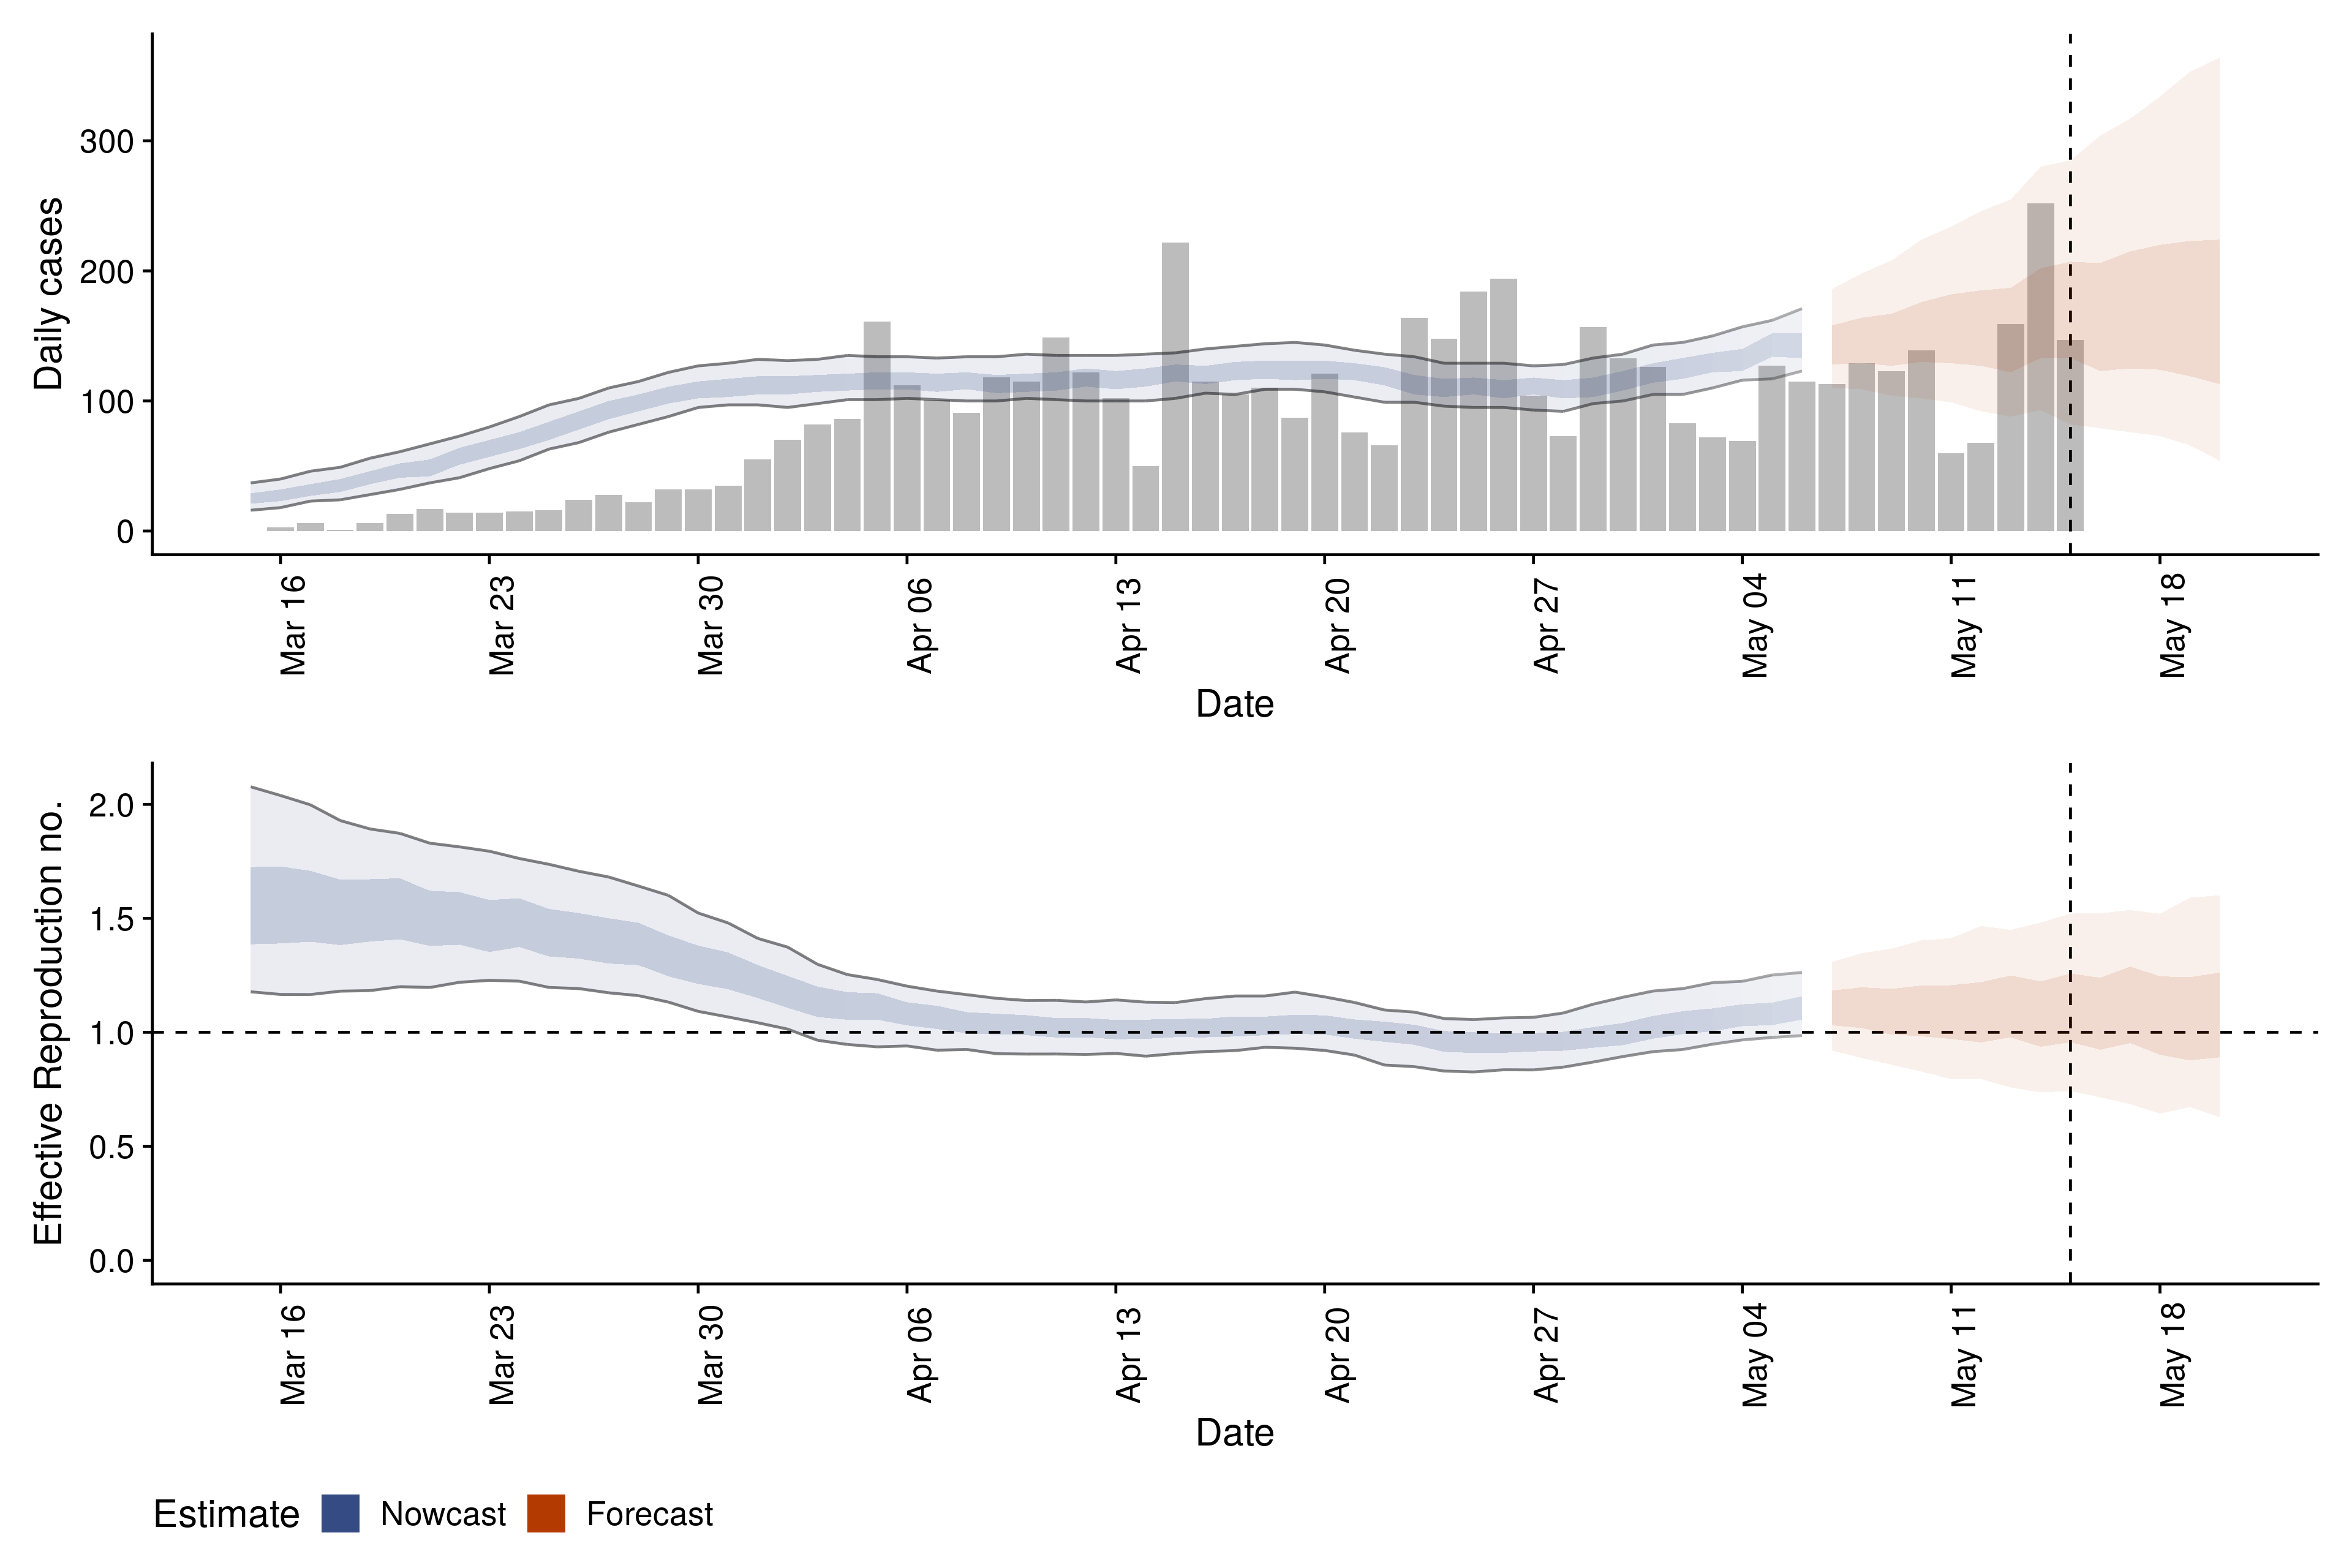 Daily cases
300
200
100
0
Mar 16
Mar 23
Mar 30
Apr 06
Apr 13
Apr 20
Apr 27
May 04
May 11
May 18
Date
Effective Reproduction no.
2.0
1.5
1.0
0.5
0.0
Mar 16
Mar 23
Mar 30
Apr 06
Apr 13
Apr 20
Apr 27
May 04
May 11
May 18
Date
Estimate Nowcast Forecast